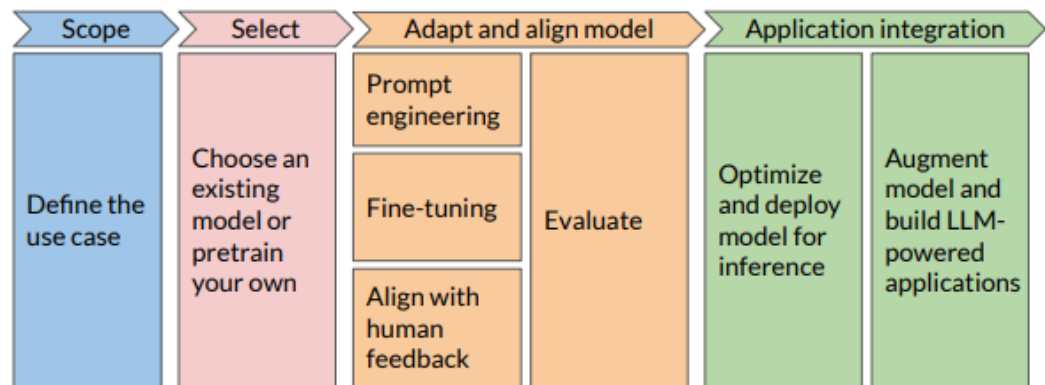 Scope
Select
Adapt and align model
Application integration
Define the
use case
Choose an
existing
model or
pretrain
your own
Prompt
engineering
Fine-tuning
Align with
human
feedback
Evaluate
Optimize
and deploy
model for
inference
Augment
model and
build LLM-
powered
applications